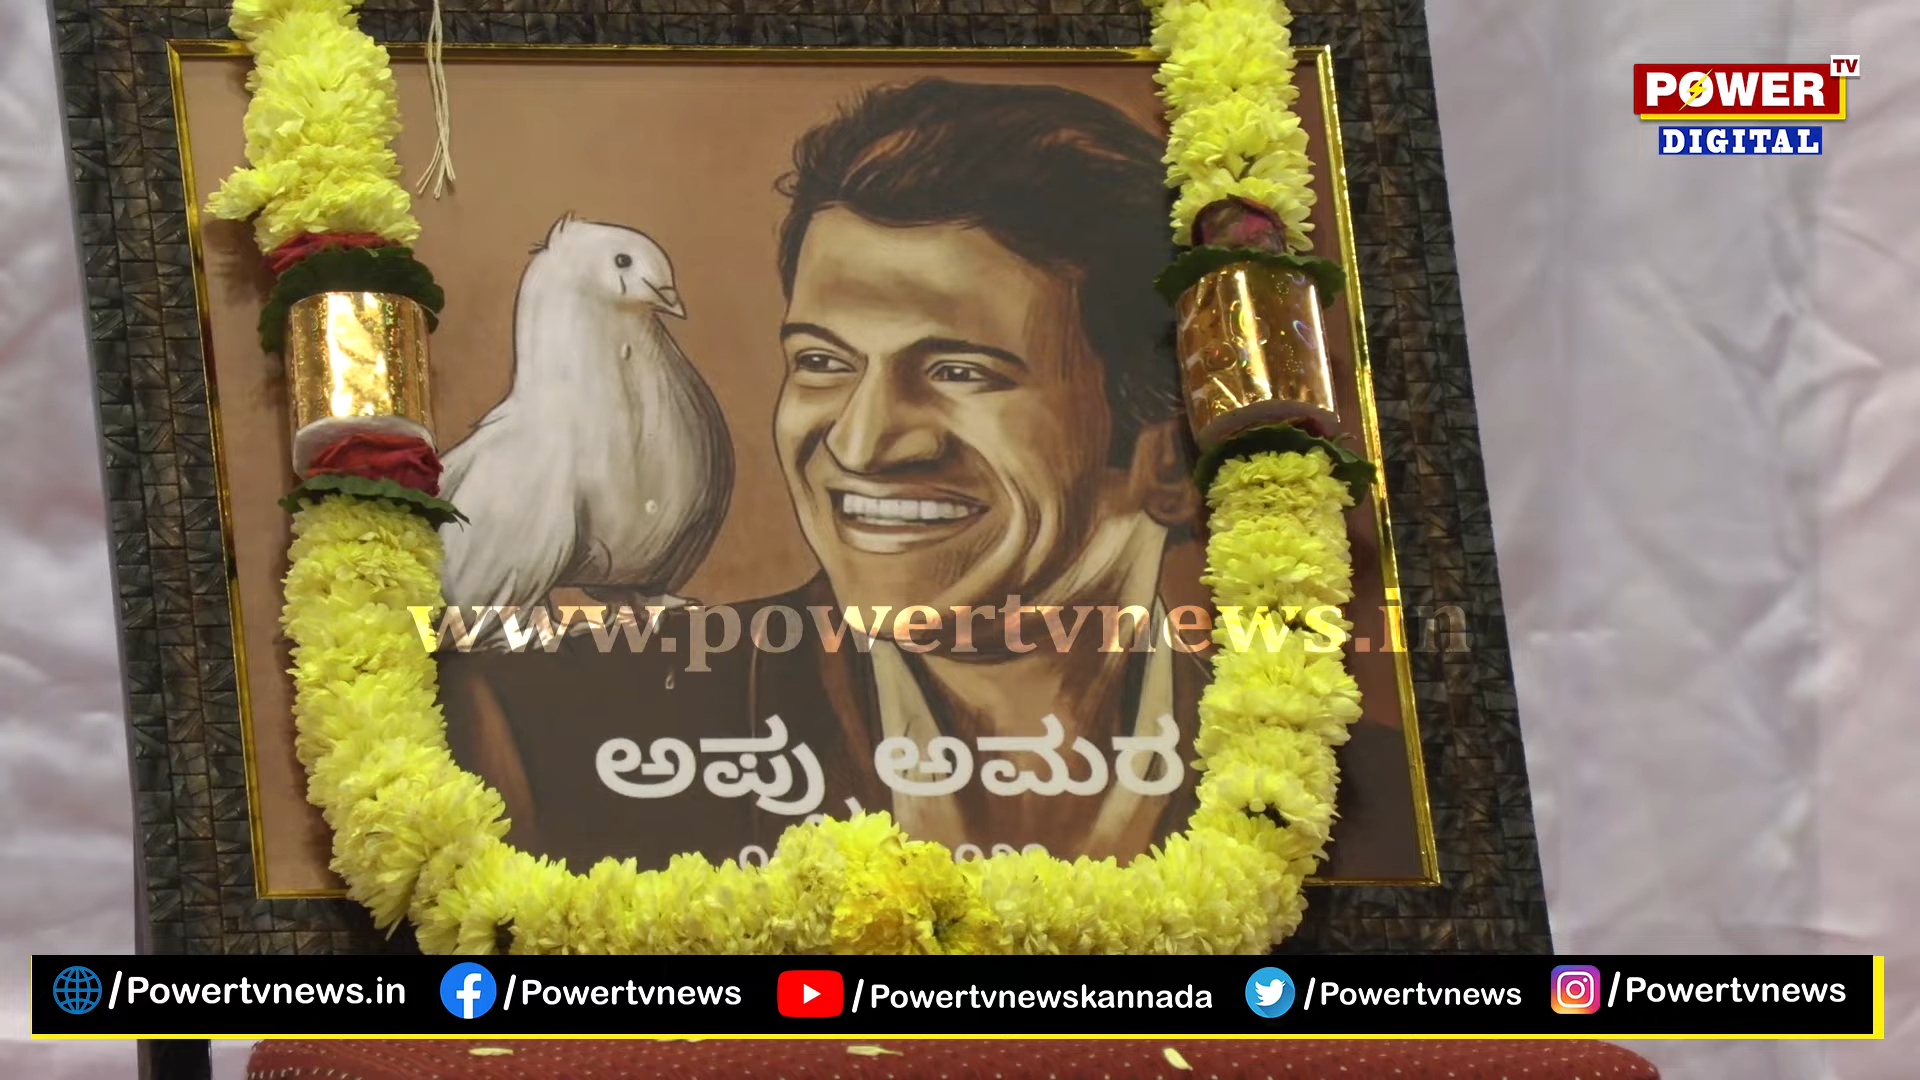 POWER TV
DIGITAL
www.powertvnews.in
ಅಪ್ಪು ಅಮರ
/Powertvnews.in /Powertvnews /Powertvnewskannada /Powertvnews /Powertvnews